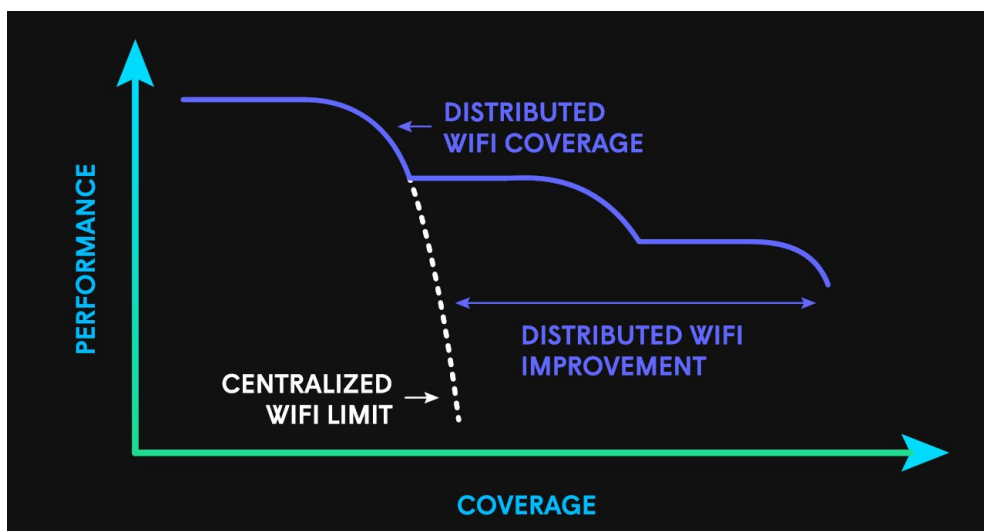 DISTRIBUTED
WIFI COVERAGE
PERFORMANCE
DISTRIBUTED WIFI
IMPROVEMENT
CENTRALIZED
WIFI LIMIT
COVERAGE